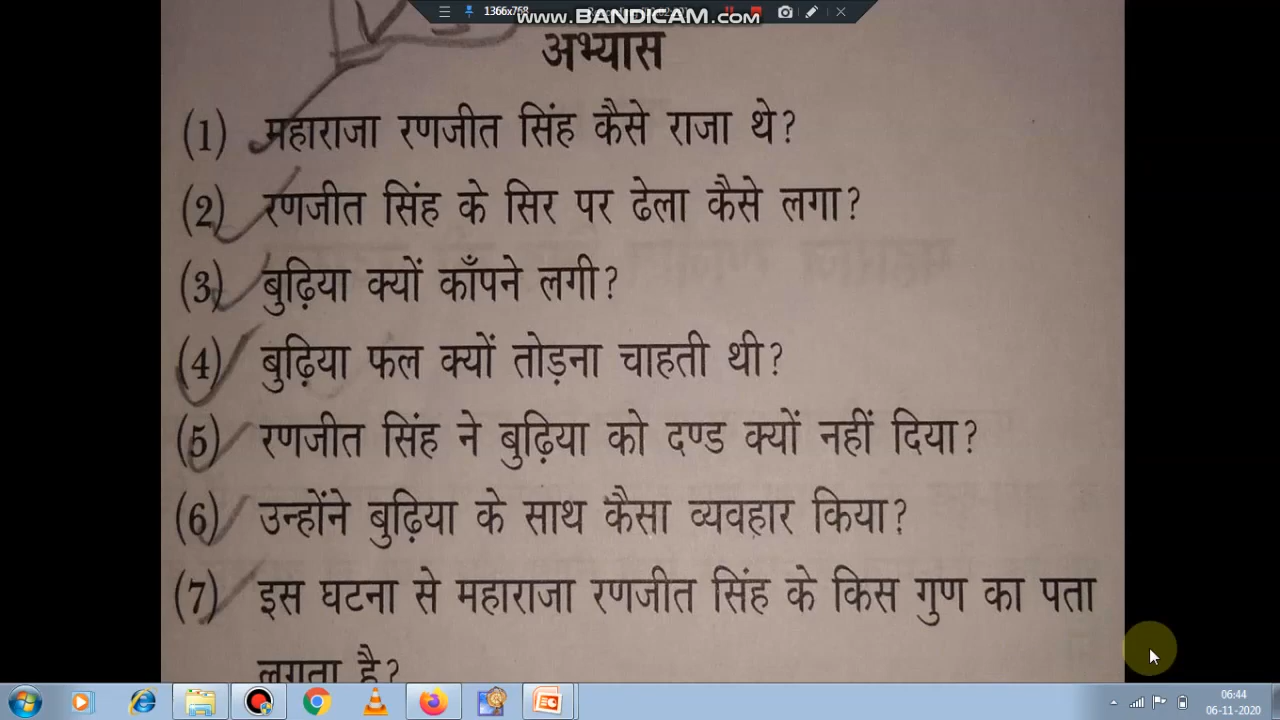 1366x768
www.BANDICAM.com
अभ्यास
(1) महाराजा रणजीत सिंह कैसे राजा थे?
(2) रणजीत सिंह के सिर पर ढेला कैसे लगा?
(3) बुढ़िया क्यों काँपने लगी?
(4) बुढ़िया फल क्यों तोड़ना चाहती थी?
(5) रणजीत सिंह ने बुढ़िया को दण्ड क्यों नहीं दिया?
(6) उन्होंने बुढ़िया के साथ कैसा व्यवहार किया?
(7) इस घटना से महाराजा रणजीत सिंह के किस गुण का पता
लगता है?
06:44
06-11-2020